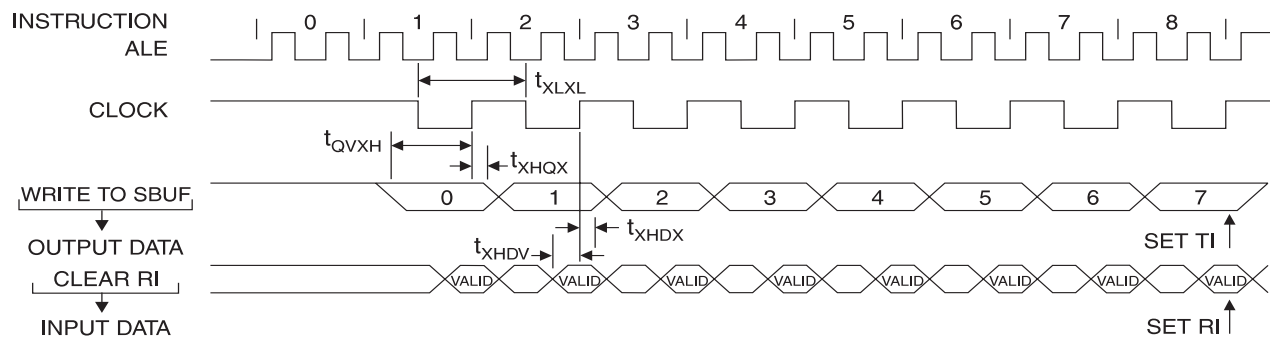 INSTRUCTION
0 1 2 3 4 5 6 7 8
ALE
tXLXL
CLOCK
tQVXH
tXHQX
WRITE TO SBUF
0 1 2 3 4 5 6 7
tXHDX
OUTPUT DATA
SET TI
tXHDV
CLEAR RI
VALID VALID VALID VALID VALID VALID VALID VALID
INPUT DATA
SET RI